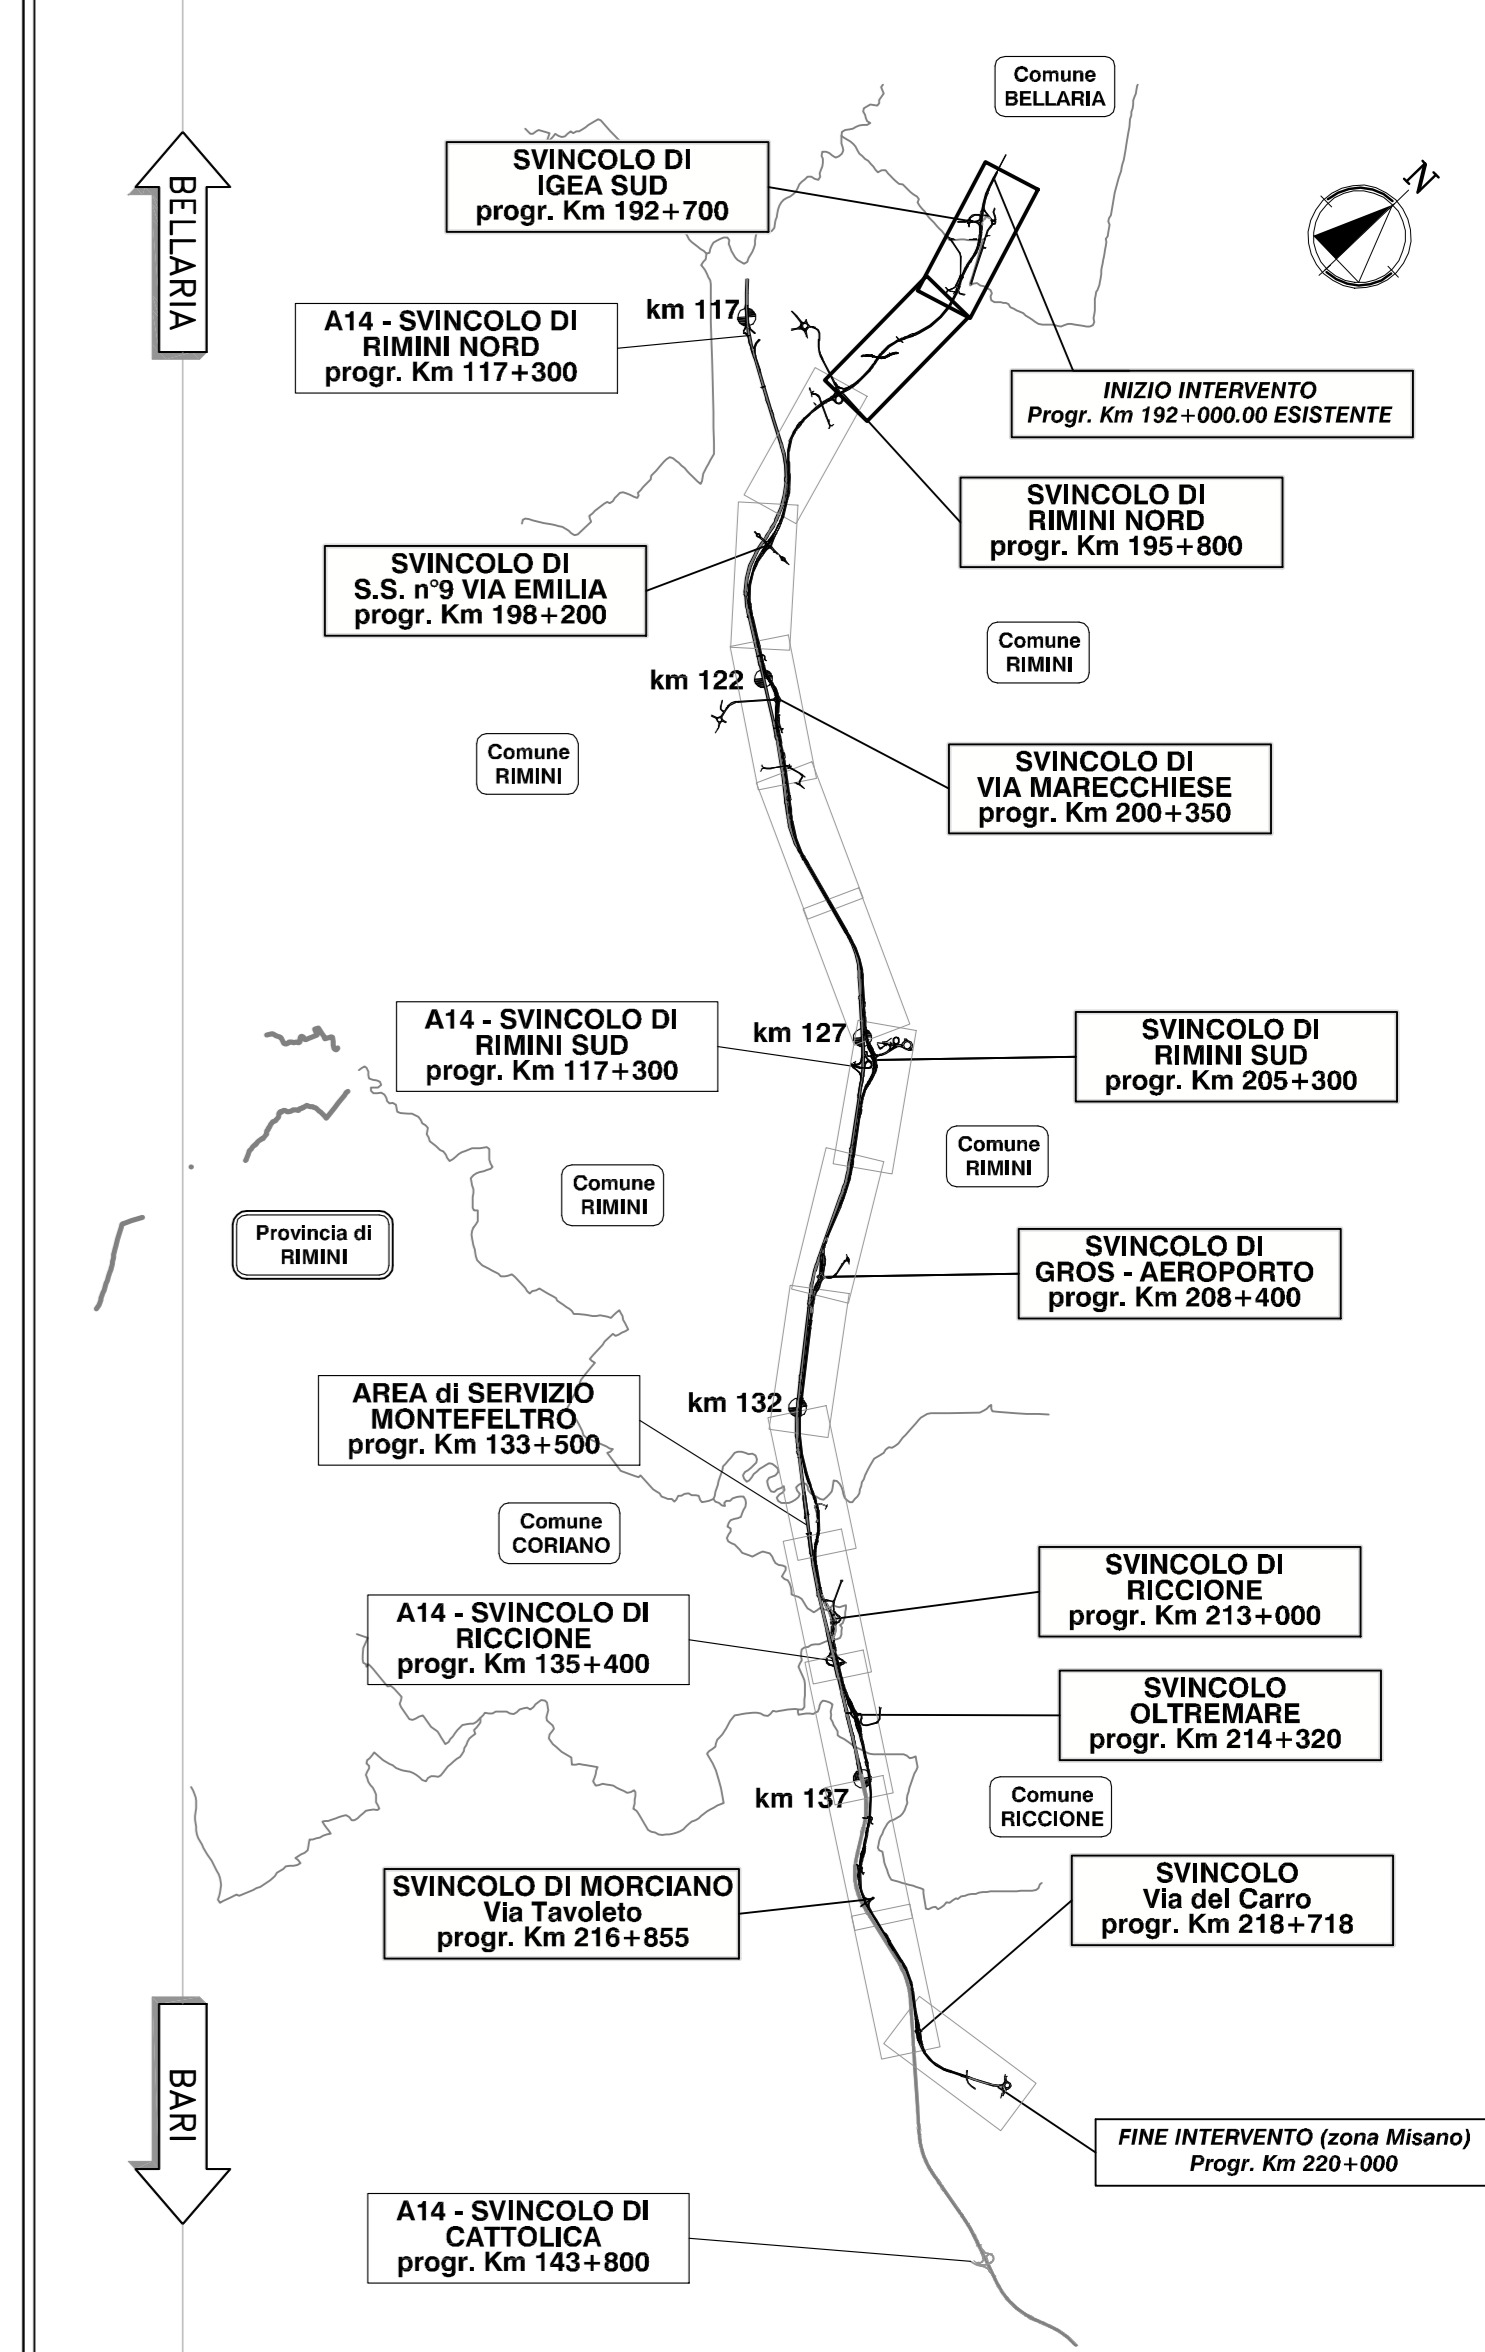 Comune
BELLARIA
BELLARIA
SVINCOLO DI
IGEA SUD
progr. Km 192+700
N
km 117
A14 - SVINCOLO DI
RIMINI NORD
progr. Km 117+300
INIZIO INTERVENTO
Progr. Km 192+000.00 ESISTENTE
SVINCOLO DI
RIMINI NORD
progr. Km 195+800
SVINCOLO DI
S.S. n°9 VIA EMILIA
progr. Km 198+200
Comune
RIMINI
km 122
Comune
RIMINI
SVINCOLO DI
VIA MARECCHIESE
progr. Km 200+350
A14 - SVINCOLO DI
RIMINI SUD
progr. Km 117+300
km 127
SVINCOLO DI
RIMINI SUD
progr. Km 205+300
Comune
RIMINI
Comune
RIMINI
Provincia di
RIMINI
SVINCOLO DI
GROS - AEROPORTO
progr. Km 208+400
AREA di SERVIZIO
MONTEFELTRO
progr. Km 133+500
km 132
Comune
CORIANO
SVINCOLO DI
RICCIONE
progr. Km 213+000
A14 - SVINCOLO DI
RICCIONE
progr. Km 135+400
SVINCOLO
OLTREMARE
progr. Km 214+320
km 137
Comune
RICCIONE
SVINCOLO DI MORCIANO
Via Tavoleto
progr. Km 216+855
SVINCOLO
Via del Carro
progr. Km 218+718
BARI
FINE INTERVENTO (zona Misano)
Progr. Km 220+000
A14 - SVINCOLO DI
CATTOLICA
progr. Km 143+800